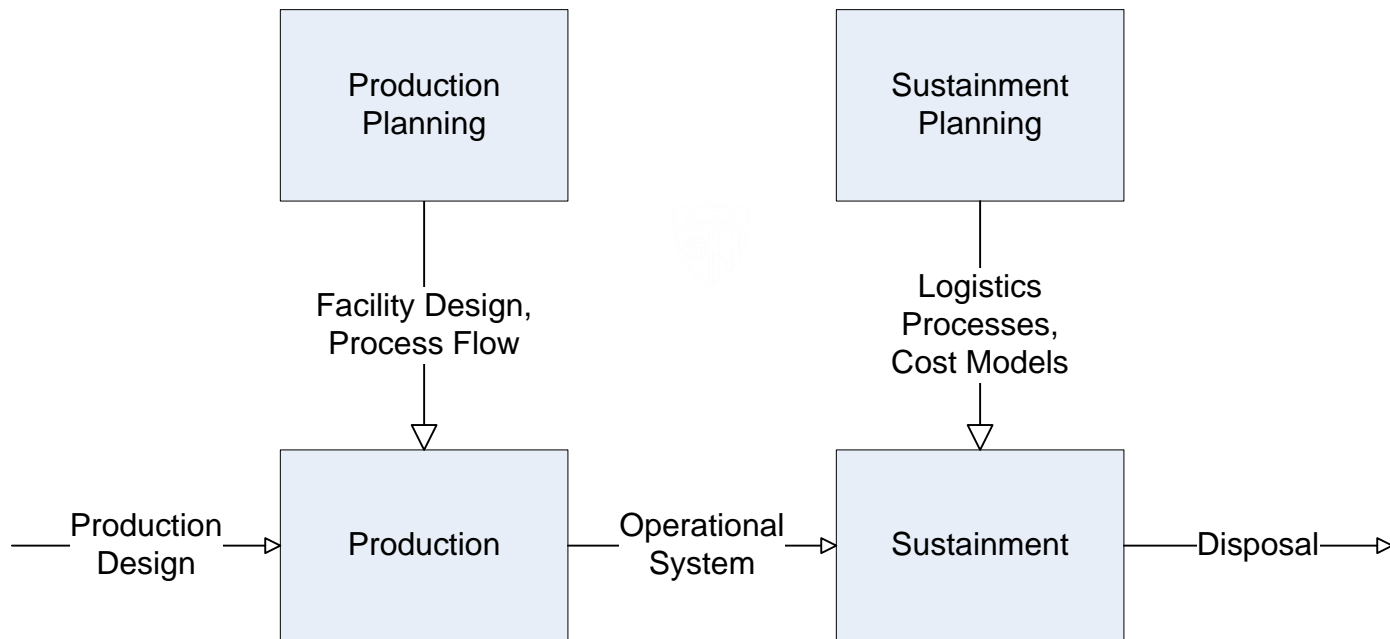 Production
Planning
Sustainment
Planning
Facility Design,
Process Flow
Logistics
Processes,
Cost Models
Production
Design
Production
Operational
System
Sustainment
Disposal